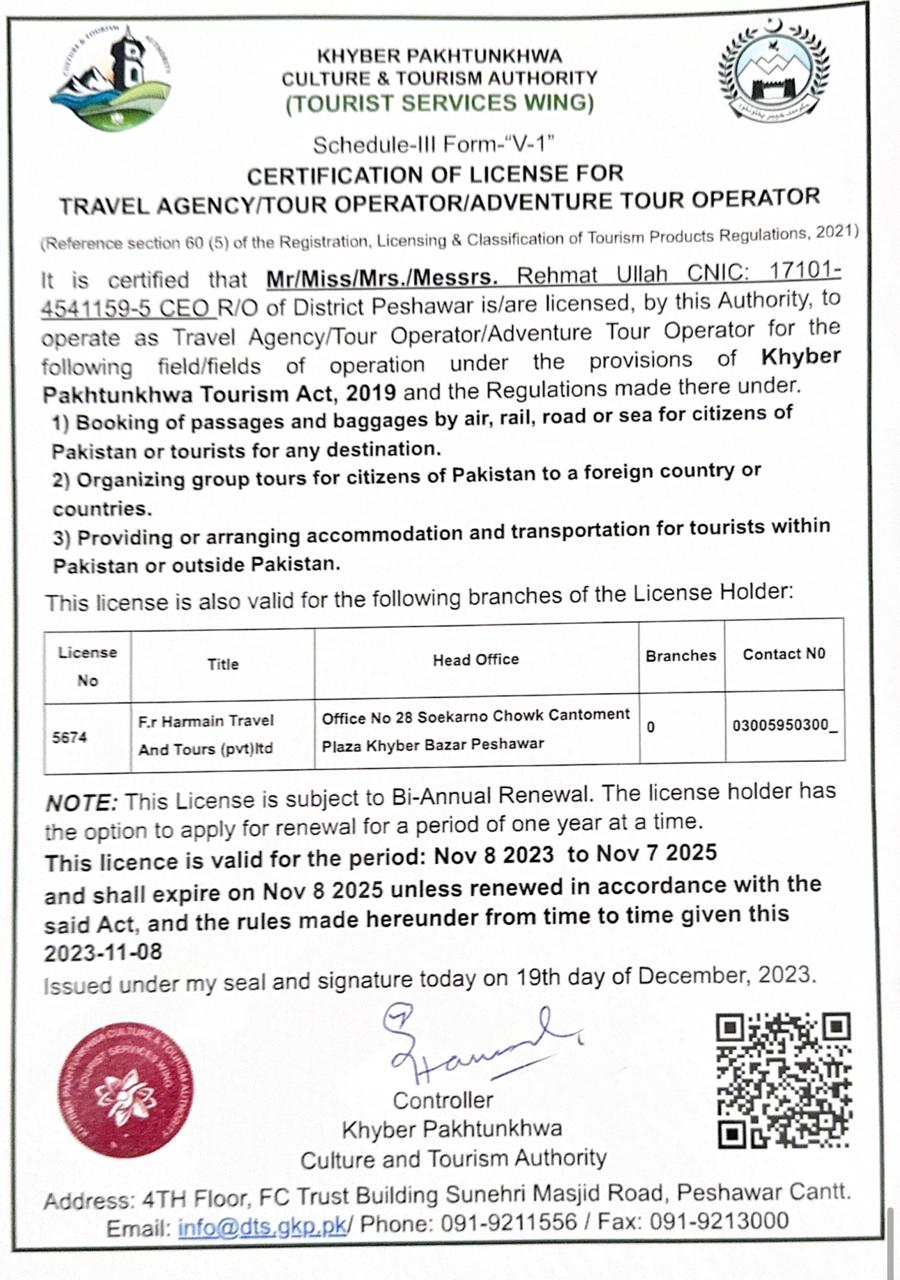 CULTURE & TOURISM AUTHORITY
KHYBER PAKHTUNKHWA
CULTURE & TOURISM AUTHORITY
(TOURIST SERVICES WING)
Schedule-III Form-“V-1”
CERTIFICATION OF LICENSE FOR
TRAVEL AGENCY/TOUR OPERATOR/ADVENTURE TOUR OPERATOR
(Reference section 60 (5) of the Registration, Licensing & Classification of Tourism Products Regulations, 2021)
It is certified that Mr/Miss/Mrs./Messrs. Rehmat Ullah CNIC: 17101-
4541159-5 CEO R/O of District Peshawar is/are licensed, by this Authority, to
operate as Travel Agency/Tour Operator/Adventure Tour Operator for the
following field/fields of operation under the provisions of Khyber
Pakhtunkhwa Tourism Act, 2019 and the Regulations made there under.
1) Booking of passages and baggages by air, rail, road or sea for citizens of
Pakistan or tourists for any destination.
2) Organizing group tours for citizens of Pakistan to a foreign country or
countries.
3) Providing or arranging accommodation and transportation for tourists within
Pakistan or outside Pakistan.
This license is also valid for the following branches of the License Holder:
License No Title Head Office Branches Contact N0
5674 F.r Harmain Travel And Tours (pvt)ltd Office No 28 Soekarno Chowk Cantoment Plaza Khyber Bazar Peshawar 0 03005950300_
NOTE: This License is subject to Bi-Annual Renewal. The license holder has
the option to apply for renewal for a period of one year at a time.
This licence is valid for the period: Nov 8 2023 to Nov 7 2025
and shall expire on Nov 8 2025 unless renewed in accordance with the
said Act, and the rules made hereunder from time to time given this
2023-11-08
Issued under my seal and signature today on 19th day of December, 2023.
KHYBER PAKHTUNKHWA CULTURE & TOURISM AUTHORITY
TOURIST SERVICES WING
Controller
Khyber Pakhtunkhwa
Culture and Tourism Authority
Address: 4TH Floor, FC Trust Building Sunehri Masjid Road, Peshawar Cantt.
Email: info@dts.gkp.pk/ Phone: 091-9211556 / Fax: 091-9213000